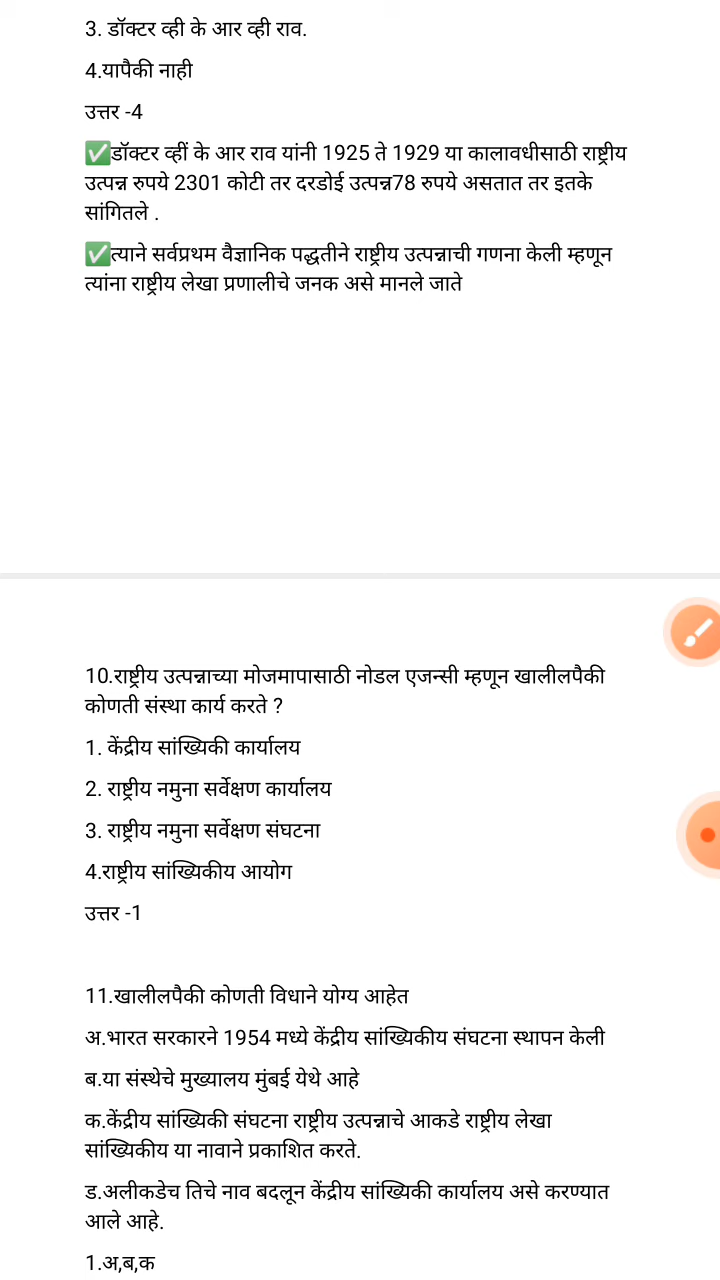 3. डॉक्टर व्ही के आर व्ही राव.
4.यापैकी नाही
उत्तर -4
✅डॉक्टर व्हीं के आर राव यांनी 1925 ते 1929 या कालावधीसाठी राष्ट्रीय
उत्पन्न रुपये 2301 कोटी तर दरडोई उत्पन्न78 रुपये असतात तर इतके
सांगितले .
✅त्याने सर्वप्रथम वैज्ञानिक पद्धतीने राष्ट्रीय उत्पन्नाची गणना केली म्हणून
त्यांना राष्ट्रीय लेखा प्रणालीचे जनक असे मानले जाते
10.राष्ट्रीय उत्पन्नाच्या मोजमापासाठी नोडल एजन्सी म्हणून खालीलपैकी
कोणती संस्था कार्य करते ?
1. केंद्रीय सांख्यिकी कार्यालय
2. राष्ट्रीय नमुना सर्वेक्षण कार्यालय
3. राष्ट्रीय नमुना सर्वेक्षण संघटना
4.राष्ट्रीय सांख्यिकीय आयोग
उत्तर -1
11.खालीलपैकी कोणती विधाने योग्य आहेत
अ.भारत सरकारने 1954 मध्ये केंद्रीय सांख्यिकीय संघटना स्थापन केली
ब.या संस्थेचे मुख्यालय मुंबई येथे आहे
क.केंद्रीय सांख्यिकी संघटना राष्ट्रीय उत्पन्नाचे आकडे राष्ट्रीय लेखा
सांख्यिकीय या नावाने प्रकाशित करते.
ड.अलीकडेच तिचे नाव बदलून केंद्रीय सांख्यिकी कार्यालय असे करण्यात
आले आहे.
1.अ,ब,क